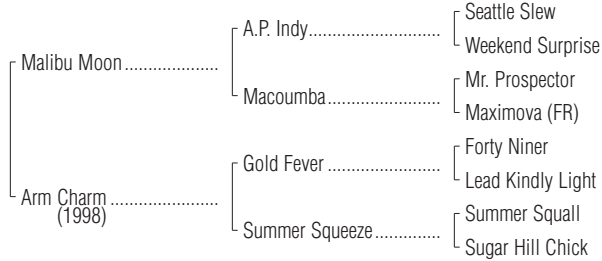 Seattle Slew
A.P. Indy
Weekend Surprise
Malibu Moon
Mr. Prospector
Macoumba
Maximova (FR)
Forty Niner
Gold Fever
Lead Kindly Light
Arm Charm
(1998)
Summer Squall
Summer Squeeze
Sugar Hill Chick